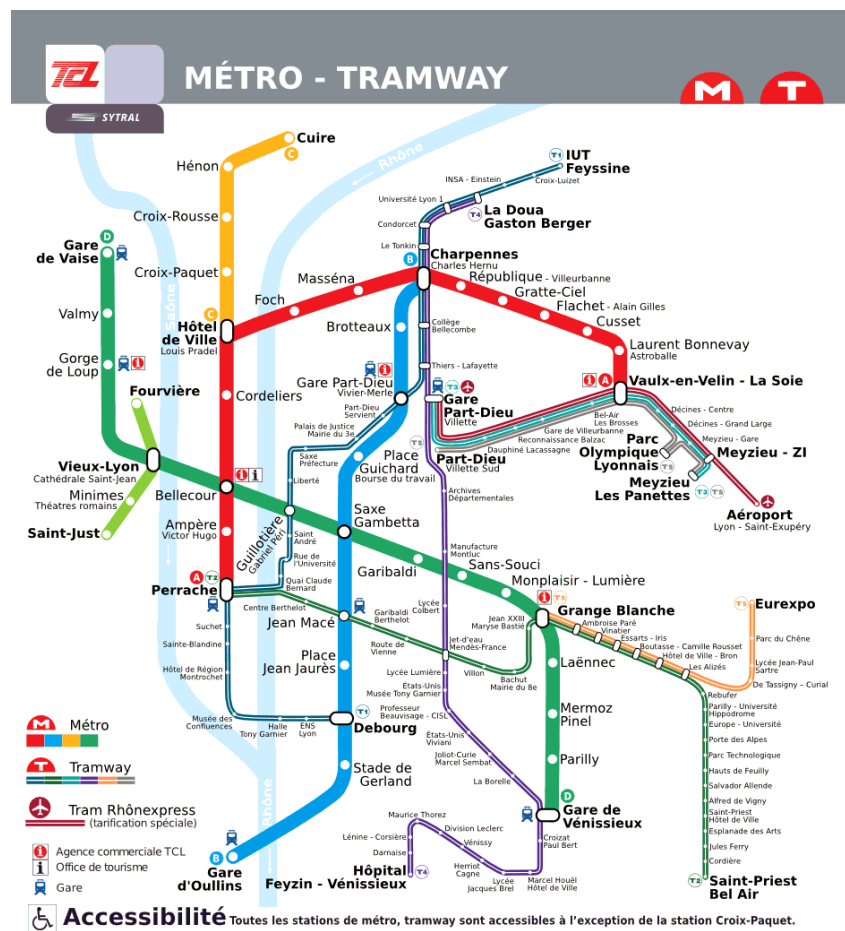 TCL
SYTRAL
MÉTRO - TRAMWAY
M
T
Rhône
Saône
Rhône
Cuire
C
Hénon
Croix-Rousse
Croix-Paquet
C
Hôtel
de Ville
Louis Pradel
D
Gare
de Vaise
Valmy
Gorge
de Loup
Fourvière
Vieux-Lyon
Cathédrale Saint-Jean
Minimes
Théatres romains
Saint-Just
Foch
Masséna
Cordeliers
Bellecour
Ampère
Victor Hugo
A T2
Perrache
T1
IUT
Feyssine
Croix-Luizet
INSA - Einstein
Université Lyon 1
T4
La Doua
Gaston Berger
Condorcet
Le Tonkin
B
Charpennes
Charles Hernu
République - Villeurbanne
Gratte-Ciel
Flachet - Alain Gilles
Cusset
Laurent Bonnevay
Astroballe
A
Vaulx-en-Velin - La Soie
Brotteaux
Collège
Bellecombe
Thiers - Lafayette
Gare Part-Dieu
Vivier-Merle
T3
Gare
Part-Dieu
Villette
T5
Part-Dieu
Villette Sud
Part-Dieu
Servient
Palais de Justice
Mairie du 3e
Saxe
Préfecture
Liberté
Guillotière
Gabriel Péri
Saint
André
Rue de
l'Université
Quai Claude
Bernard
Centre Berthelot
Place
Guichard
Bourse du travail
Saxe
Gambetta
Garibaldi
Sans-Souci
Monplaisir - Lumière
Bel-Air
Les Brosses
Gare de Villeurbanne
Reconnaissance Balzac
Dauphiné Lacassagne
Décines - Centre
Décines - Grand Large
Meyzieu - Gare
Meyzieu - ZI
Parc
Olympique
Lyonnais
T5
Meyzieu
Les Panettes
T3 T5
Aéroport
Lyon - Saint-Exupéry
Archives
Départementales
Manufacture
Montluc
Lycée
Colbert
Jet-d'eau
Mendès-France
Jean Macé
Garibaldi
Berthelot
Route de
Vienne
Villon
Bachut
Mairie du 8e
Jean XXIII
Maryse Bastié
T5
Grange Blanche
Ambroise Paré
Vinatier
Essarts - Iris
Boutasse - Camille Rousset
Hôtel de Ville - Bron
Les Alizés
T5
Eurexpo
Parc du Chêne
Lycée Jean-Paul
Sartre
De Tassigny - Curial
Rebufer
Parilly - Université
Hippodrome
Europe - Université
Porte des Alpes
Parc Technologique
Hauts de Feuilly
Salvador Allende
Alfred de Vigny
Saint-Priest
Hôtel de Ville
Esplanade des Arts
Jules Ferry
Cordière
T2
Saint-Priest
Bel Air
Suchet
Sainte-Blandine
Hôtel de Région
Montrochet
Musée des
Confluences
Halle
Tony Garnier
ENS
Lyon
T1
Debourg
Place
Jean Jaurès
Stade de
Gerland
B
Gare
d'Oullins
Lycée Lumière
États-Unis
Musée Tony Garnier
Professeur
Beauvisage - CISL
États-Unis
Viviani
Joliot-Curie
Marcel Sembat
La Borelle
Laënnec
Mermoz
Pinel
Parilly
D
Gare de
Vénissieux
Croizat
Paul Bert
Marcel Houël
Hôtel de Ville
Lycée
Jacques Brel
Herriot
Cagne
Vénissy
Division Leclerc
Maurice Thorez
Lénine - Corsière
Darnaise
Hôpital
Feyzin - Vénissieux
T4
M Métro
T Tramway
Tram Rhônexpress
(tarification spéciale)
Agence commerciale TCL
Office de tourisme
Gare
Accessibilité Toutes les stations de métro, tramway sont accessibles à l'exception de la station Croix-Paquet.